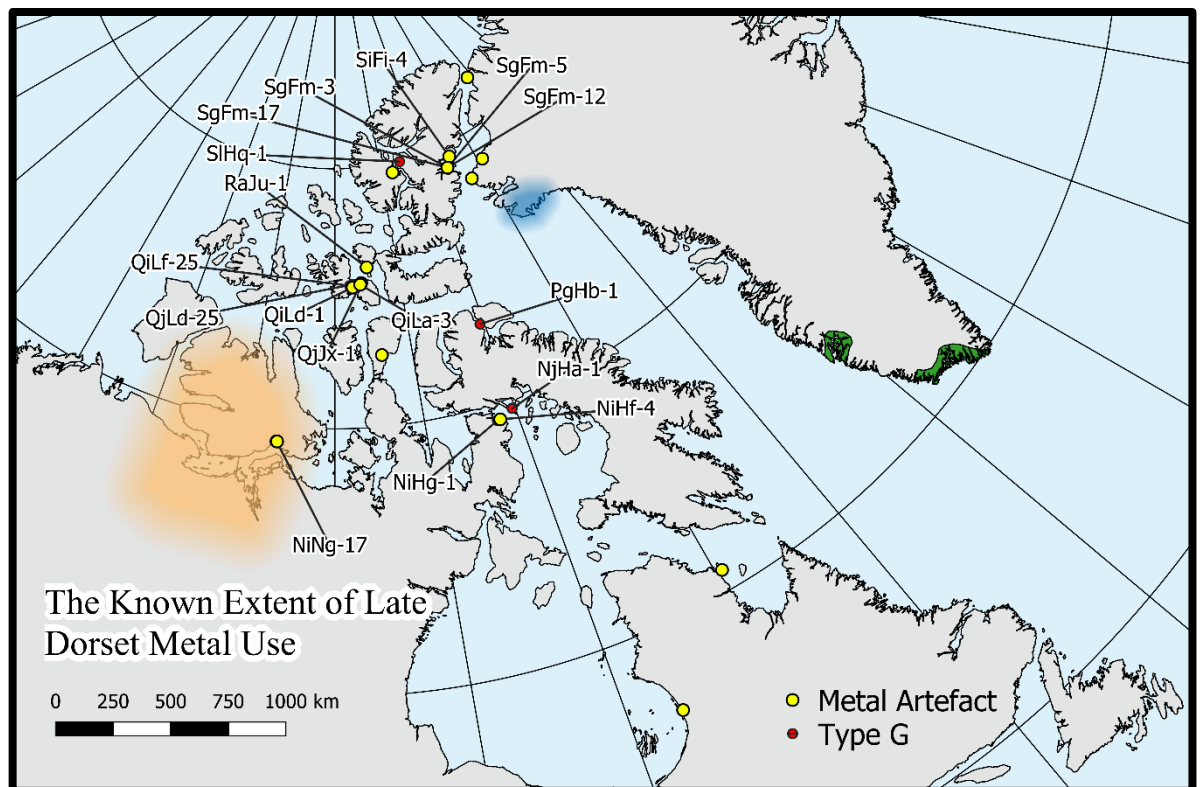 SiFi-4
SgFm-5
SgFm-3
SgFm-12
SgFm-17
SlHq-1
RaJu-1
QiLf-25
PgHb-1
QjLd-25
QiLd-1
QiLa-3
QjJx-1
NjHa-1
NiHf-4
NiHg-1
NiNg-17
The Known Extent of Late
Dorset Metal Use
0 250 500 750 1000 km
Metal Artefact
Type G